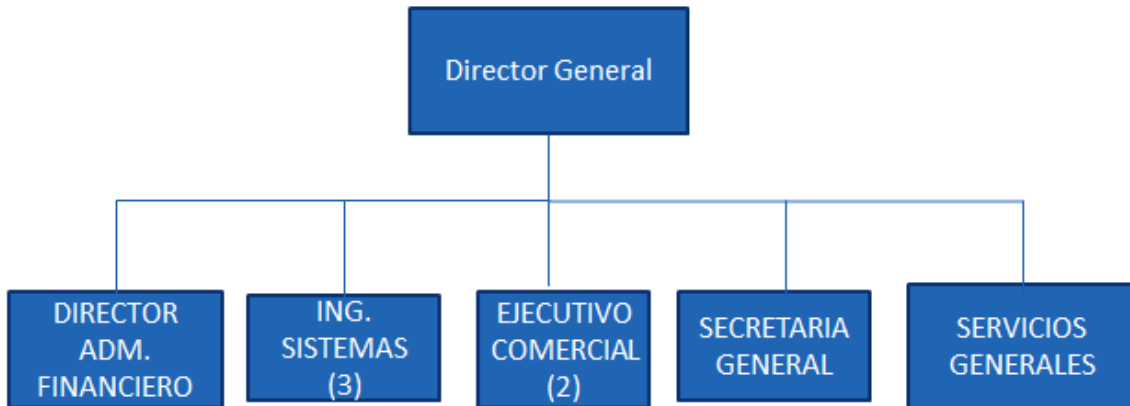 Director General
DIRECTOR
ADM.
FINANCIERO
ING.
SISTEMAS
(3)
EJECUTIVO
COMERCIAL
(2)
SECRETARIA
GENERAL
SERVICIOS
GENERALES